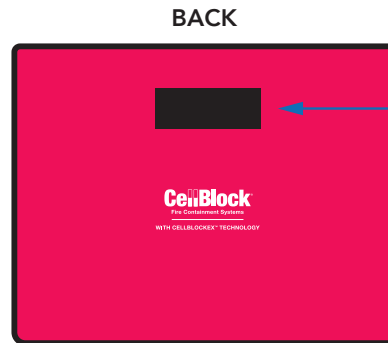 BACK
CellBlock
Fire Containment Systems
WITH CELLBLOCKEX™ TECHNOLOGY